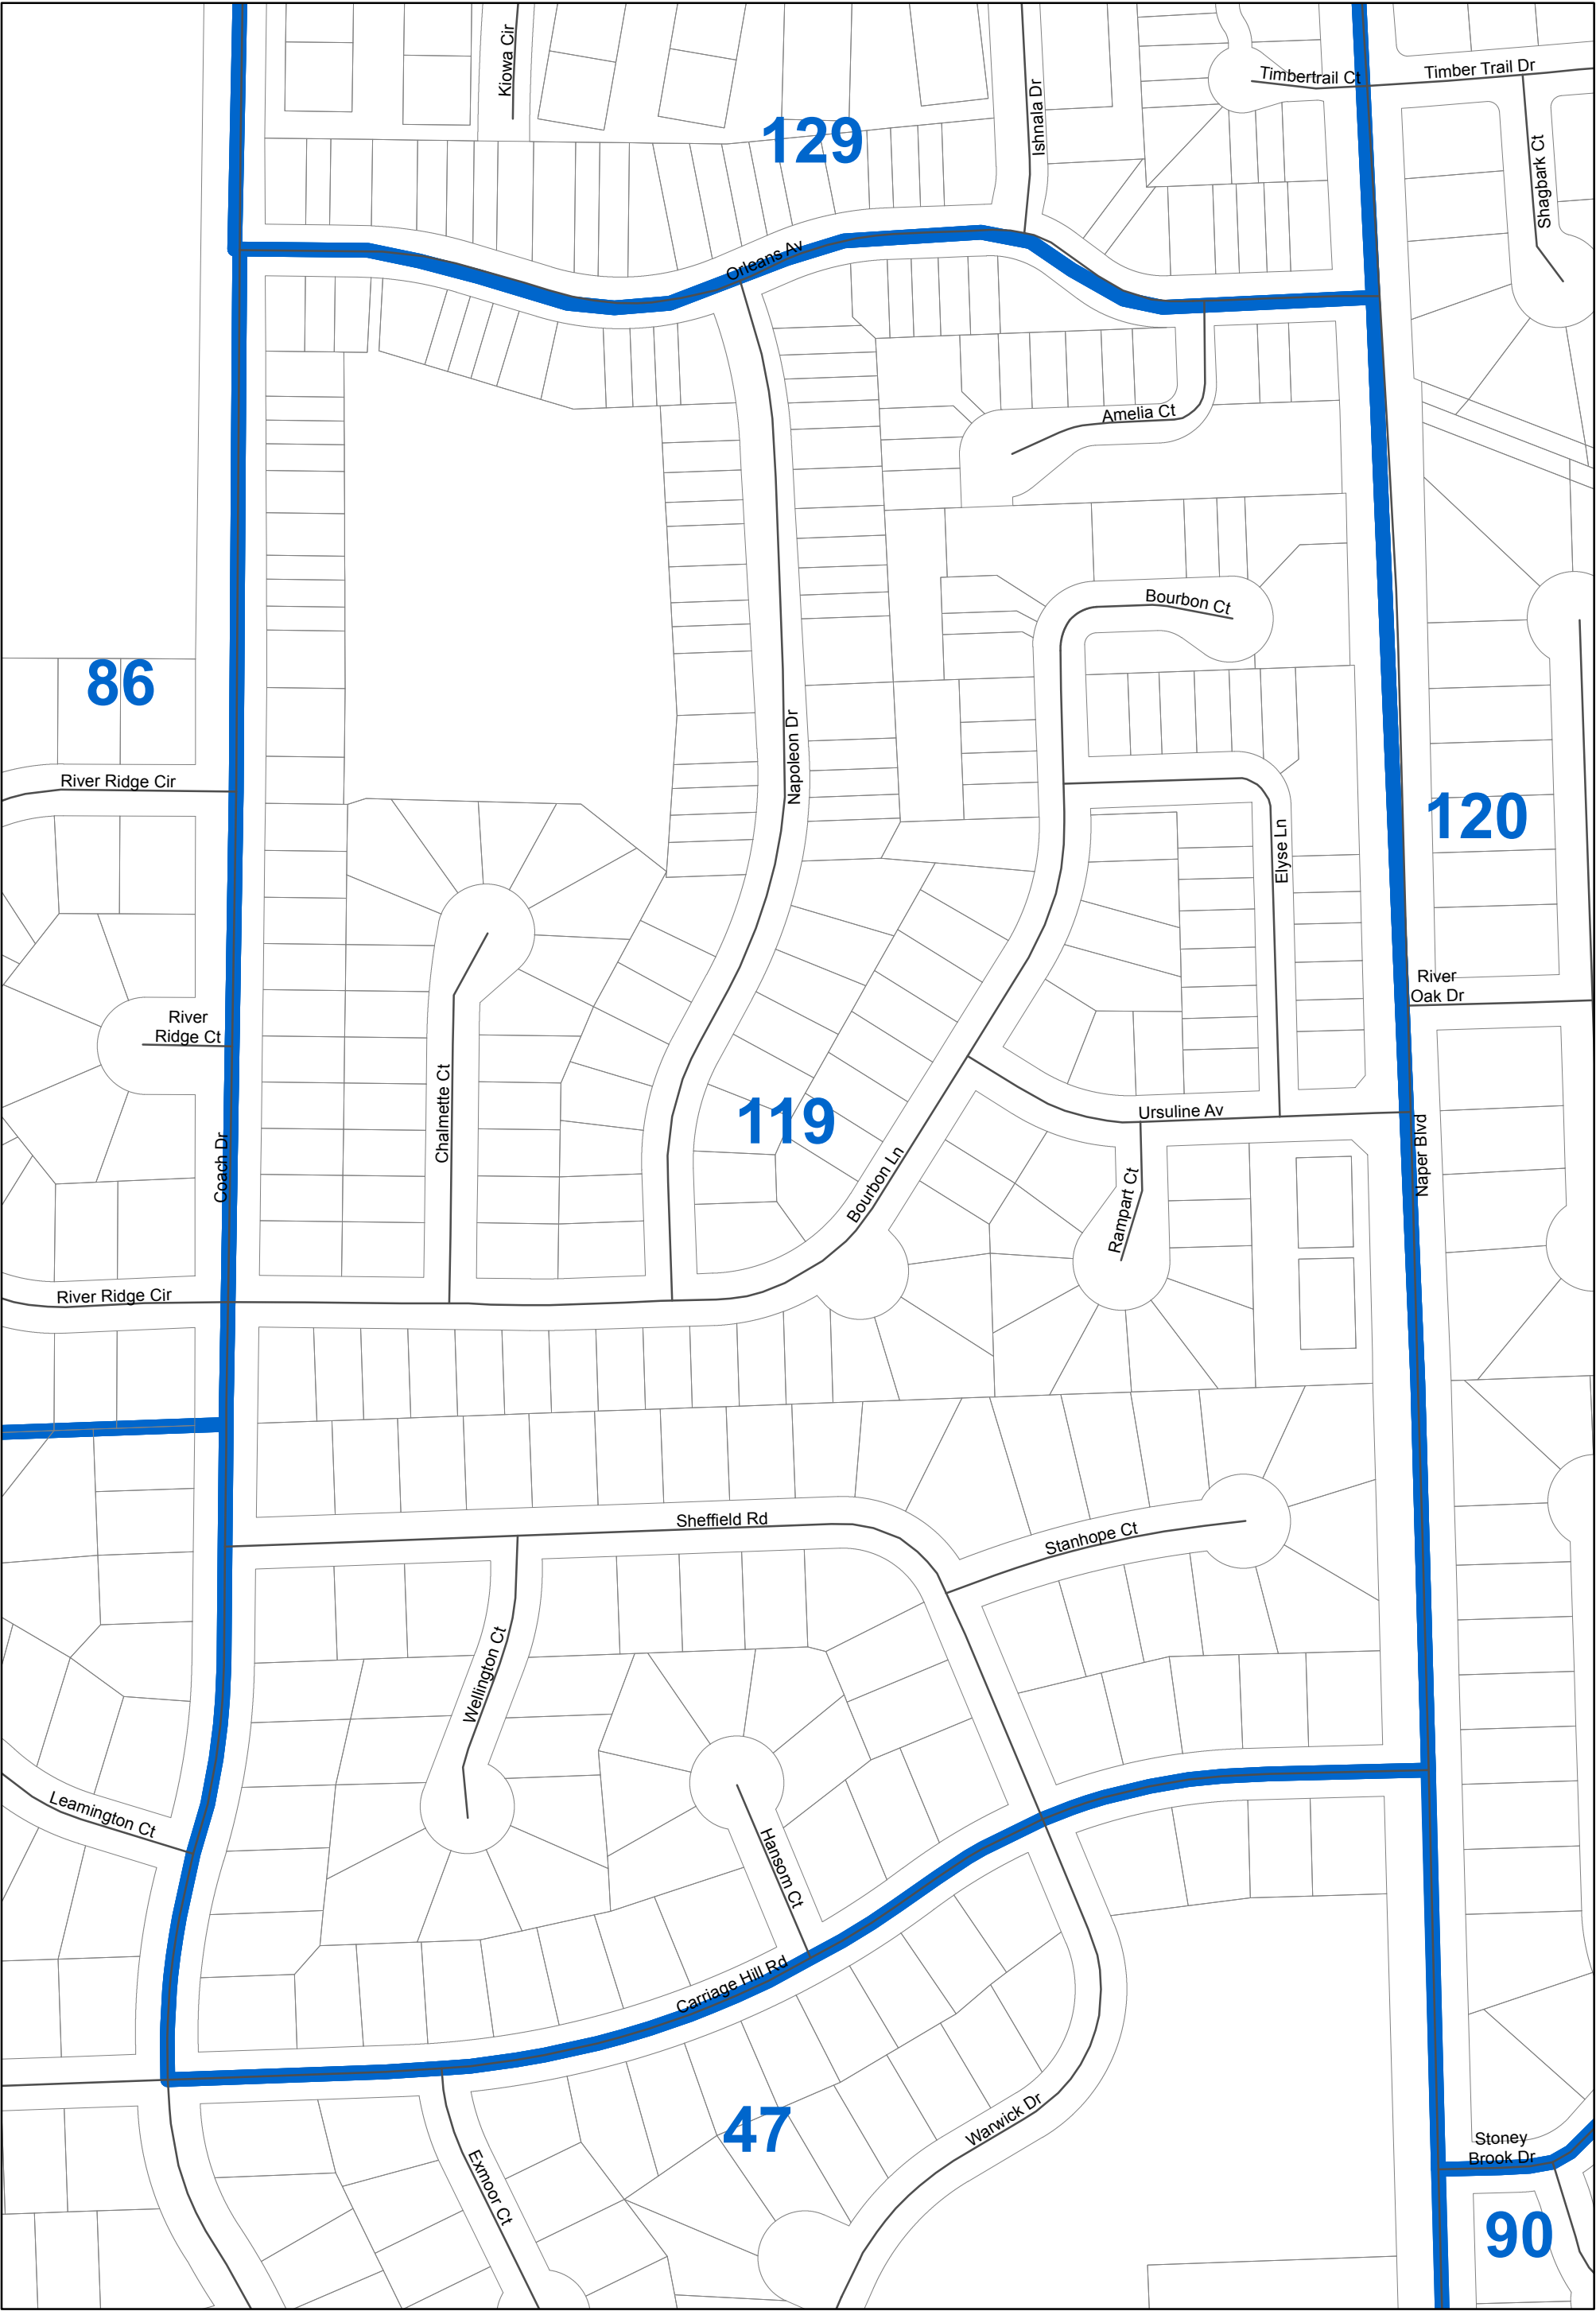 Kiowa Cir
129
Ishnala Dr
Timbertrail Ct
Timber Trail Dr
Shagbark Ct
Orleans Av
Amelia Ct
Bourbon Ct
86
River Ridge Cir
Napoleon Dr
120
Elyse Ln
River
Oak Dr
River
Ridge Ct
Chalmette Ct
119
Ursuline Av
Coach Dr
Naper Blvd
Bourbon Ln
Rampart Ct
River Ridge Cir
Sheffield Rd
Stanhope Ct
Wellington Ct
Leamington Ct
Hansom Ct
Carriage Hill Rd
47
Warwick Dr
Exmoor Ct
Stoney
Brook Dr
90